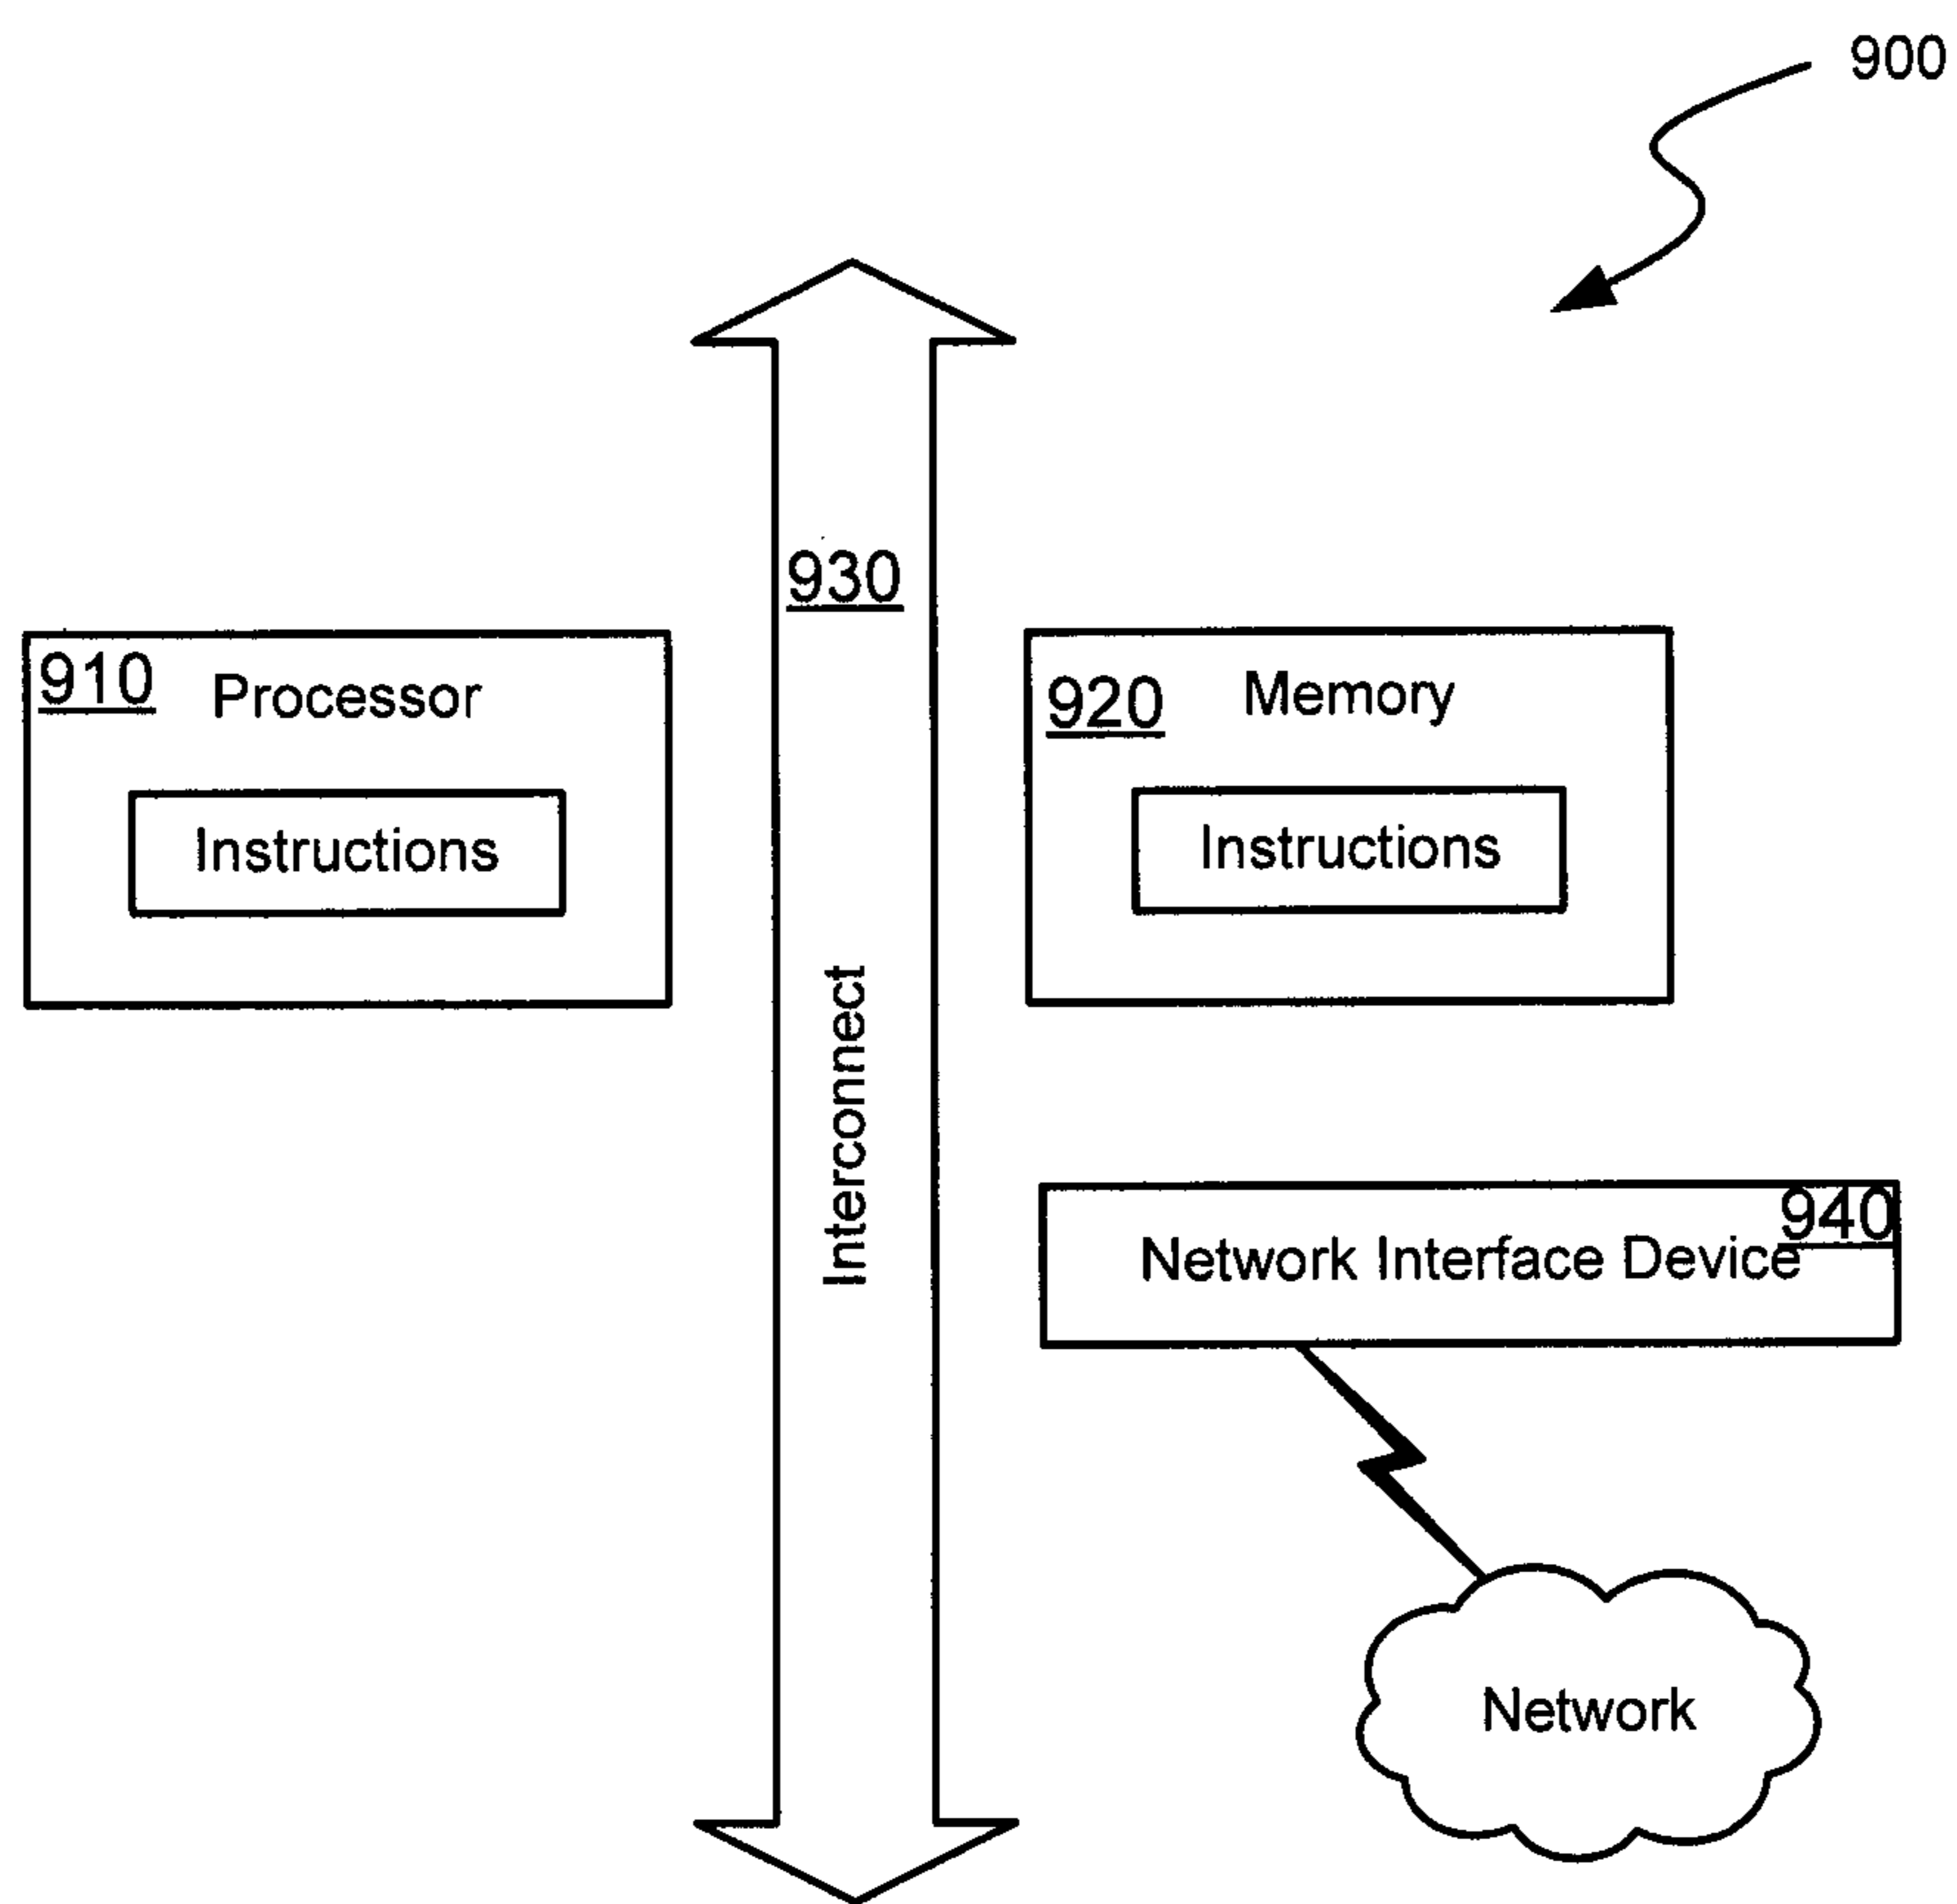 900
930
910
Processor
Instructions
920
Memory
Instructions
Interconnect
940
Network Interface Device
Network